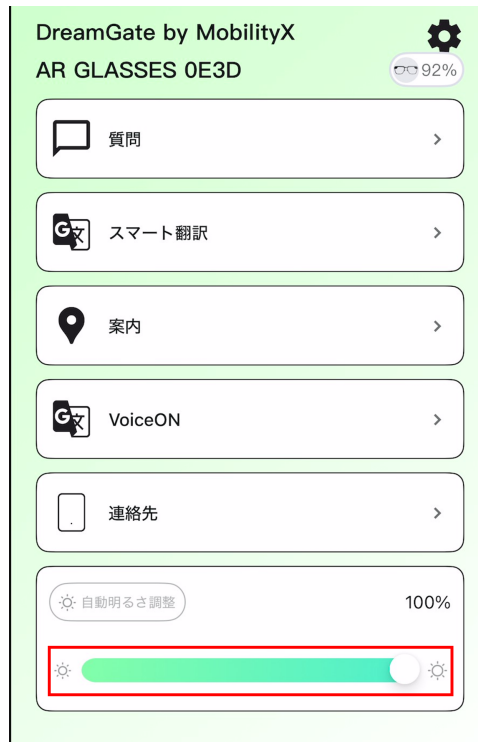 DreamGate by MobilityX
AR GLASSES 0E3D
92%
質問
スマート翻訳
案内
VoiceON
連絡先
自動明るさ調整
100%